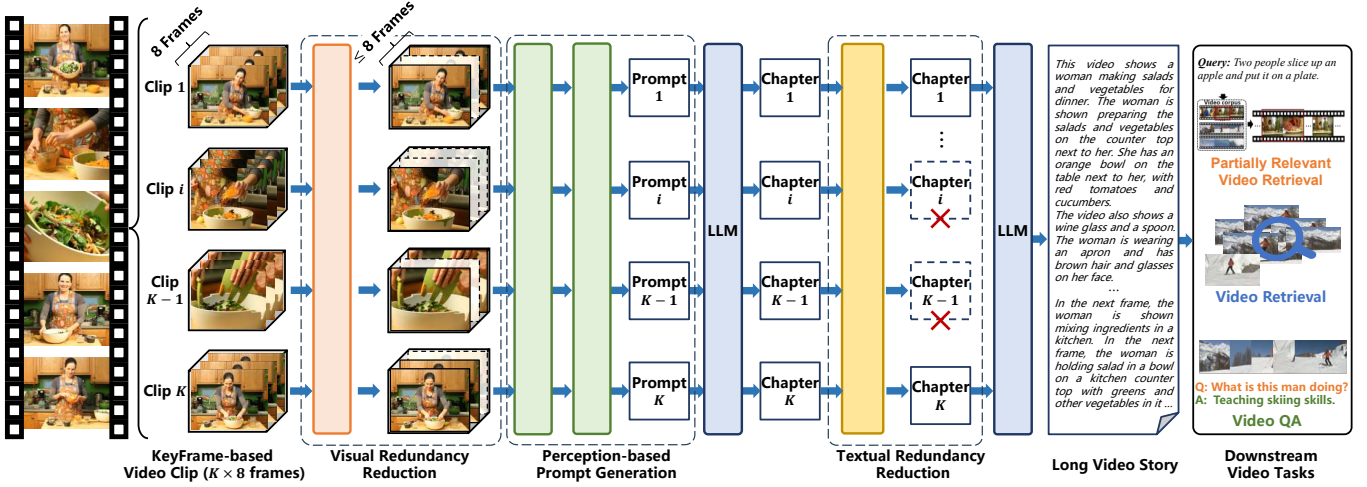 8 Frames
Clip 1
Clip i
Clip
K − 1
Clip K
KeyFrame-based
Video Clip (K × 8 frames)
≤ 8 Frames
Visual Redundancy
Reduction
Prompt
1
Prompt
i
Prompt
K − 1
Prompt
K
Perception-based
Prompt Generation
LLM
Chapter
1
Chapter
i
Chapter
K − 1
Chapter
K
Chapter
1
⋮
Chapter
i
Chapter
K − 1
Chapter
K
Textual Redundancy
Reduction
LLM
This video shows a
woman making salads
and vegetables for
dinner. The woman is
shown preparing the
salads and vegetables
on the counter top
next to her. She has an
orange bowl on the
table next to her, with
red tomatoes and
cucumbers.
The video also shows a
wine glass and a spoon.
The woman is wearing
an apron and has
brown hair and glasses
on her face.
...
In the next frame, the
woman is shown
mixing ingredients in a
kitchen. In the next
frame, the woman is
holding salad in a bowl
on a kitchen counter
top with greens and
other vegetables in it ...
Long Video Story
Query: Two people slice up an
apple and put it on a plate.
Video corpus
Partially Relevant
Video Retrieval
Video Retrieval
Q: What is this man doing?
A: Teaching skiing skills.
Video QA
Downstream
Video Tasks